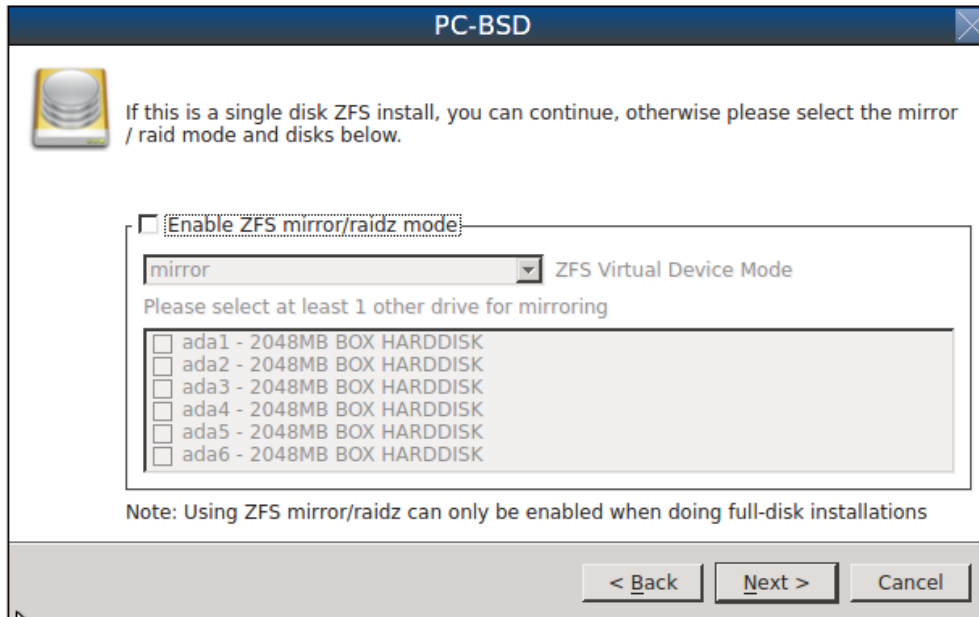 PC-BSD
If this is a single disk ZFS install, you can continue, otherwise please select the mirror
/ raid mode and disks below.
Enable ZFS mirror/raidz mode
mirror
ZFS Virtual Device Mode
Please select at least 1 other drive for mirroring
ada1 - 2048MB BOX HARDDISK
ada2 - 2048MB BOX HARDDISK
ada3 - 2048MB BOX HARDDISK
ada4 - 2048MB BOX HARDDISK
ada5 - 2048MB BOX HARDDISK
ada6 - 2048MB BOX HARDDISK
Note: Using ZFS mirror/raidz can only be enabled when doing full-disk installations
< Back
Next >
Cancel